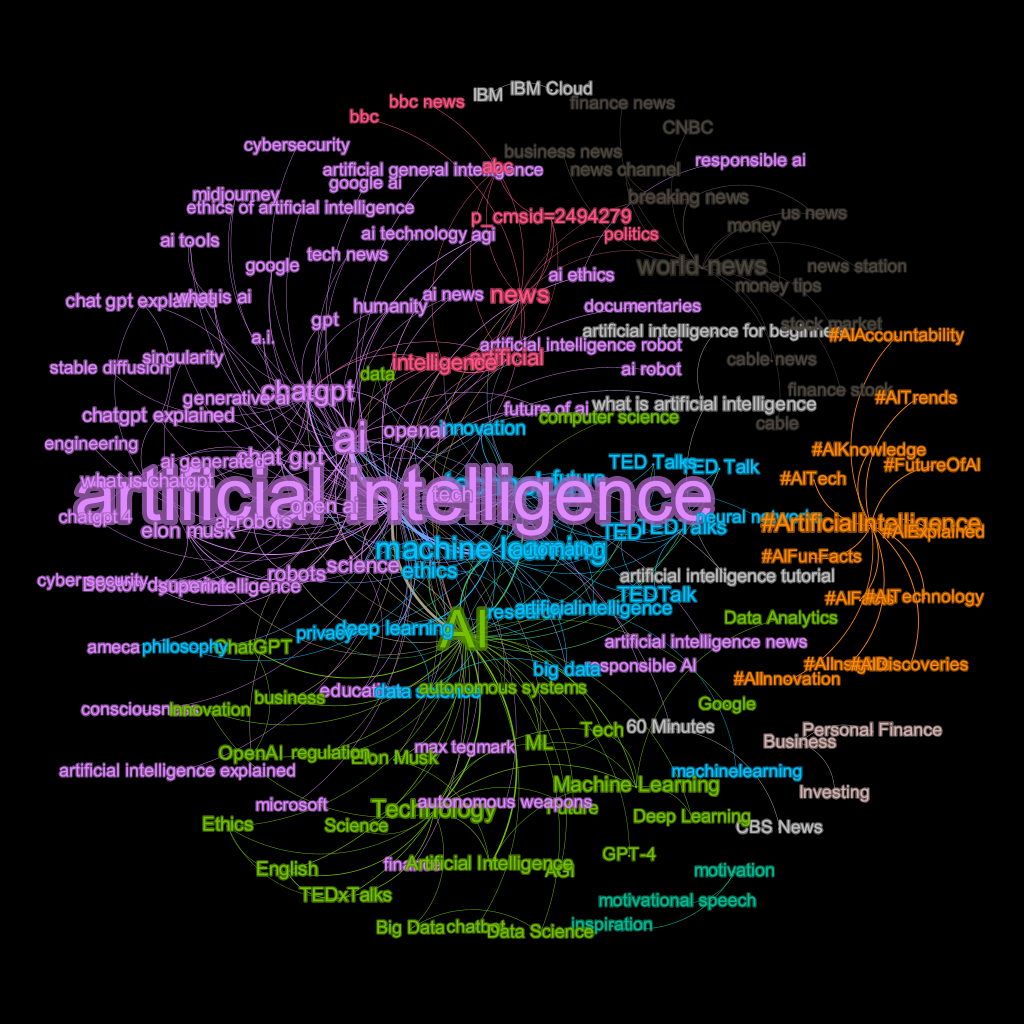 IBM
IBM Cloud
bbc news
finance news
bbc
CNBC
cybersecurity
business news
responsible ai
artificial general intelligence
abc
news channel
google ai
midjourney
breaking news
ethics of artificial intelligence
us news
p_cmsid=2494279
money
ai tools
ai technology
agi
politics
tech news
google
world news
news station
ai ethics
money tips
chat gpt explained
what is ai
ai news
news
humanity
documentaries
gpt
stock market
artificial intelligence for beginners
#AIAccountability
a.i.
artificial intelligence robot
singularity
intelligence
artificial
cable news
stable diffusion
ai robot
data
chatgpt
finance stock
generative ai
#AITrends
future of ai
what is artificial intelligence
chatgpt explained
computer science
cable
ai
openai
innovation
engineering
#AIKnowledge
chat gpt
ai generated
TED Talks
TED Talk
#FutureOfAI
what is chatgpt
future
#AITech
artificial intelligence
tech
open ai
chatgpt 4
ai robots
neural networks
#ArtificialIntelligence
elon musk
TED
TEDTalks
#AIExplained
machine learning
automation
#AIFunFacts
science
ethics
robots
artificial intelligence tutorial
cyber security
superintelligence
TEDTalk
#AIFacts
#AITechnology
research
artificialintelligence
Data Analytics
deep learning
AI
privacy
ameca
philosophy
ChatGPT
artificial intelligence news
big data
responsible AI
#AIInsights
#AIDiscoveries
#AIInnovation
education
data science
autonomous systems
business
consciousness
Innovation
Google
60 Minutes
Tech
Personal Finance
ML
Business
max tegmark
OpenAI
regulation
Elon Musk
artificial intelligence explained
machinelearning
Machine Learning
Investing
microsoft
Technology
autonomous weapons
Future
Deep Learning
Ethics
Science
CBS News
GPT-4
finance
Artificial Intelligence
AGI
English
motivation
TEDxTalks
motivational speech
Big Data
chatbot
Data Science
inspiration